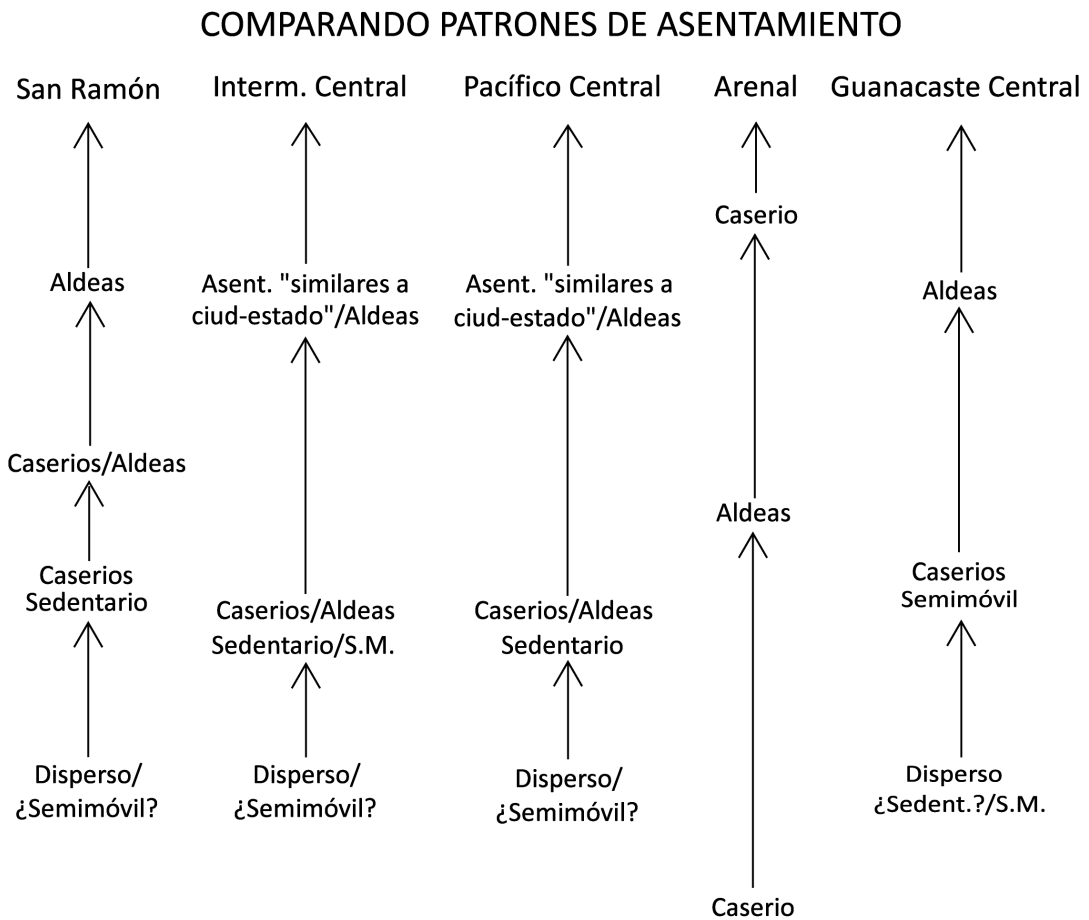 COMPARANDO PATRONES DE ASENTAMIENTO
San Ramón
Interm. Central
Pacífico Central
Arenal
Guanacaste Central
Aldeas
Caserios/Aldeas
Caserios
Sedentario
Disperso/
¿Semimóvil?
Asent. "similares a
ciud-estado"/Aldeas
Caserios/Aldeas
Sedentario/S.M.
Disperso/
¿Semimóvil?
Asent. "similares a
ciud-estado"/Aldeas
Caserios/Aldeas
Sedentario
Disperso/
¿Semimóvil?
Caserio
Aldeas
Caserio
Aldeas
Caserios
Semimóvil
Disperso
¿Sedent.?/S.M.